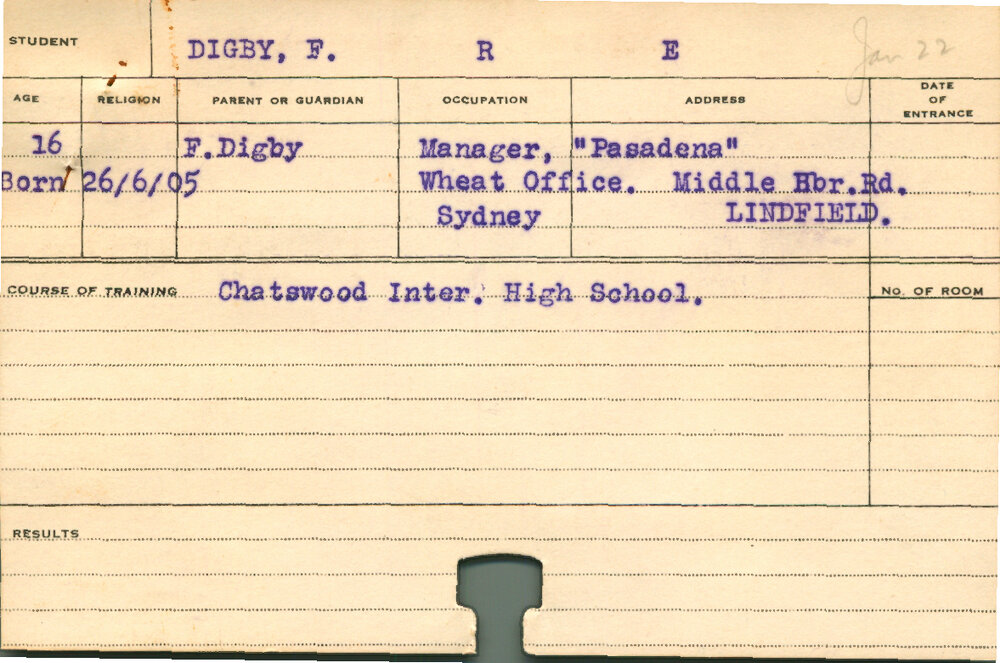 STUDENT DIGBY, F. R E Jan 22
AGE RELIGION PARENT OR GUARDIAN OCCUPATION ADDRESS DATE OF ENTRANCE
16 F.Digby Manager, "Pasadena"
Born 26/6/05 Wheat Office. Middle Hbr.Rd.
Sydney LINDFIELD.
COURSE OF TRAINING Chatswood Inter. High School. No. OF ROOM
RESULTS